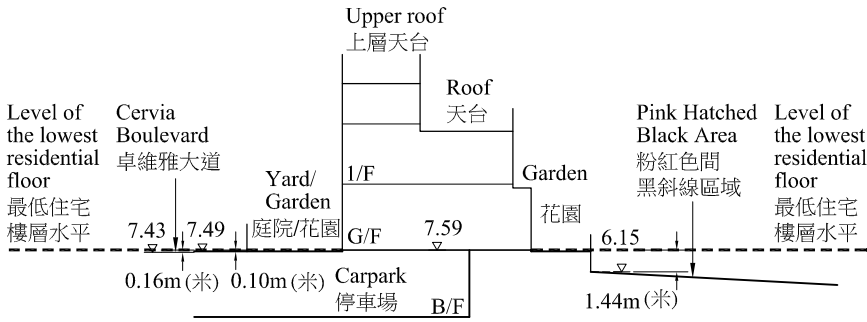 Upper roof
上層天台
Roof
天台
Level of
the lowest
residential
floor
最低住宅
樓層水平
Cervia
Boulevard
卓維雅大道
Yard/
Garden
庭院/花園
1/F
Garden
花園
Pink Hatched
Black Area
粉紅色間
黑斜線區域
Level of
the lowest
residential
floor
最低住宅
樓層水平
7.43
7.49
G/F
7.59
6.15
0.16m(米)
0.10m(米)
Carpark
停車場
B/F
1.44m(米)